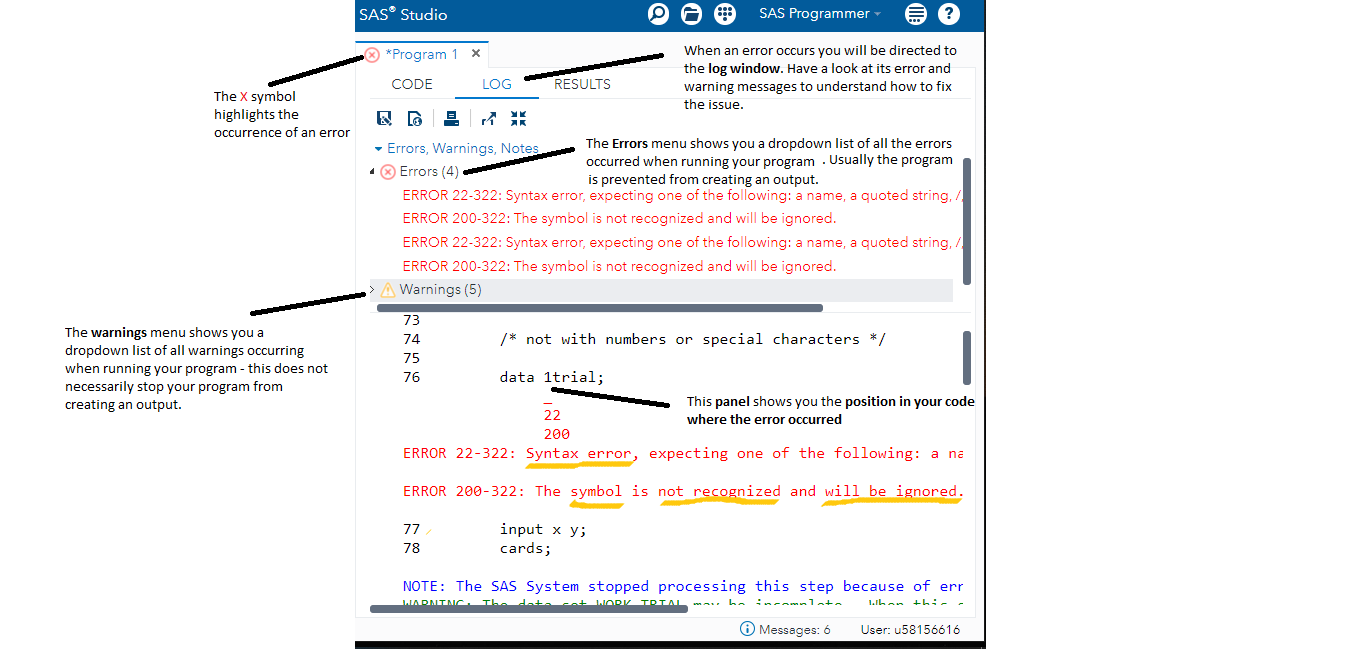 SAS® Studio
SAS Programmer
*Program 1
CODE LOG RESULTS
When an error occurs you will be directed to
the log window. Have a look at its error and
warning messages to understand how to fix
the issue.
The X symbol
highlights the
occurrence of an error
Errors, Warnings, Notes
The Errors menu shows you a dropdown list of all the errors
occurred when running your program . Usually the program
is prevented from creating an output.
Errors (4)
ERROR 22-322: Syntax error, expecting one of the following: a name, a quoted string, /,
ERROR 200-322: The symbol is not recognized and will be ignored.
ERROR 22-322: Syntax error, expecting one of the following: a name, a quoted string, /,
ERROR 200-322: The symbol is not recognized and will be ignored.
Warnings (5)
The warnings menu shows you a
dropdown list of all warnings occurring
when running your program - this does not
necessarily stop your program from
creating an output.
73
74 /* not with numbers or special characters */
75
76 data 1trial;
_
22
200
This panel shows you the position in your code
where the error occurred
ERROR 22-322: Syntax error, expecting one of the following: a na
ERROR 200-322: The symbol is not recognized and will be ignored.
77 input x y;
78 cards;
NOTE: The SAS System stopped processing this step because of err
WARNING: The data set WORK.TRIAL may be incomplete. When this s
Messages: 6 User: u58156616